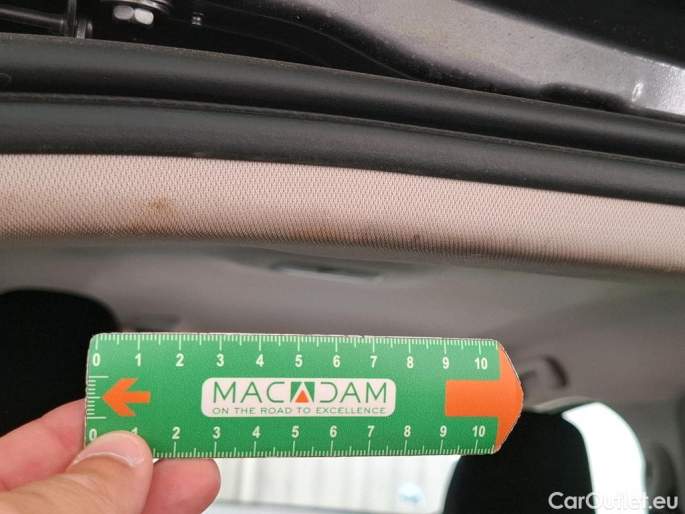 0 1 2 3 4 5 6 7 8 9 10
MACADAM
ON THE ROAD TO EXCELLENCE
0 1 2 3 4 5 6 7 8 9 10
CarOutlet.eu